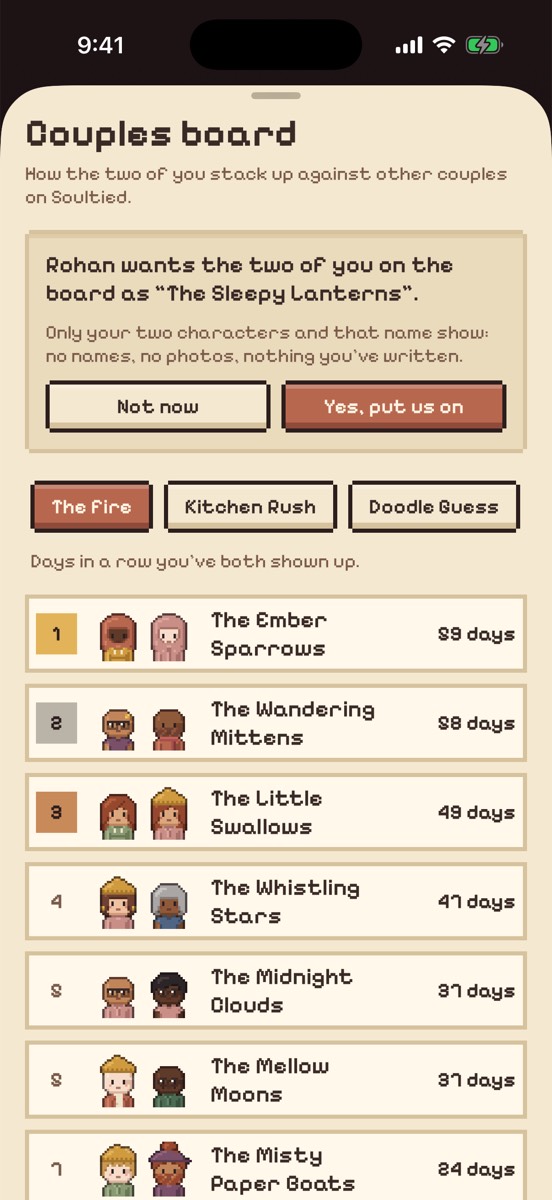 9:41
Couples board
How the two of you stack up against other couples
on Soultied.
Rohan wants the two of you on the
board as “The Sleepy Lanterns”.
Only your two characters and that name show:
no names, no photos, nothing you've written.
Not now
Yes, put us on
The Fire
Kitchen Rush
Doodle Guess
Days in a row you've both shown up.
1
The Ember
Sparrows
59 days
2
The Wandering
Mittens
58 days
3
The Little
Swallows
49 days
4
The Whistling
Stars
47 days
5
The Midnight
Clouds
37 days
5
The Mellow
Moons
37 days
7
The Misty
Paper Boats
24 days